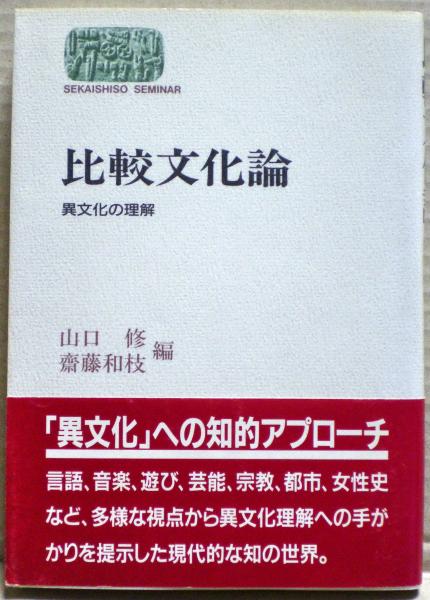 SEKAISHISO SEMINAR
比較文化論
異文化の理解
山口 修
齋藤和枝
編
「異文化」への知的アプローチ
言語、音楽、遊び、芸能、宗教、都市、女性史
など、多様な視点から異文化理解への手が
かりを提示した現代的な知の世界。